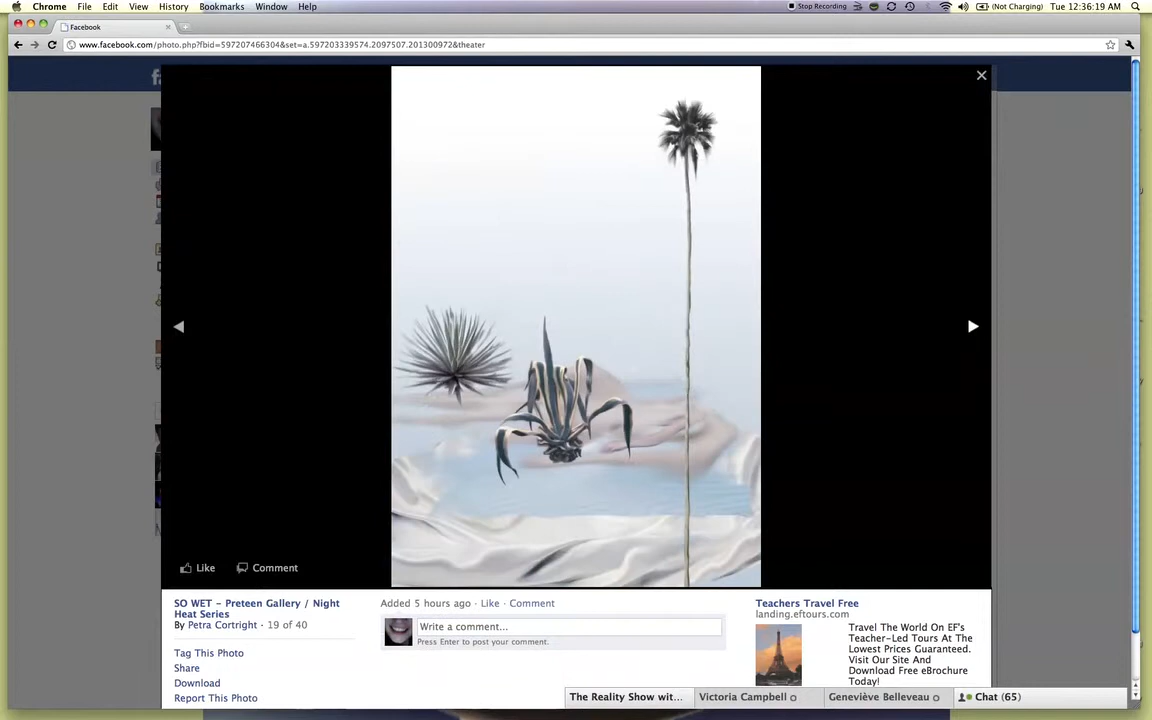 Chrome File Edit View History Bookmarks Window Help Stop Recording (Not Charging) Tue 12:36:19 AM
Facebook
www.facebook.com/photo.php?fbid=597207466304&set=a.597203339574.2097507.201300972&theater
Like Comment
SO WET - Preteen Gallery / Night
Heat Series
By Petra Cortright · 19 of 40
Tag This Photo
Share
Download
Report This Photo
Added 5 hours ago · Like · Comment
Write a comment...
Press Enter to post your comment.
Teachers Travel Free
landing.eftours.com
Travel The World On EF's
Teacher-Led Tours At The
Lowest Prices Guaranteed.
Visit Our Site And
Download Free eBrochure
Today!
The Reality Show wit... Victoria Campbell Geneviève Belleveau Chat (65)